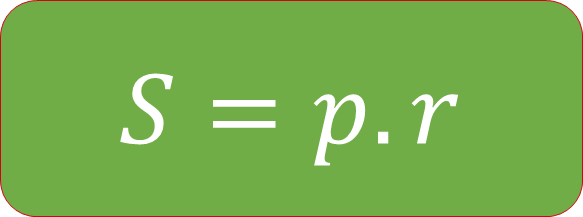 S = p.r